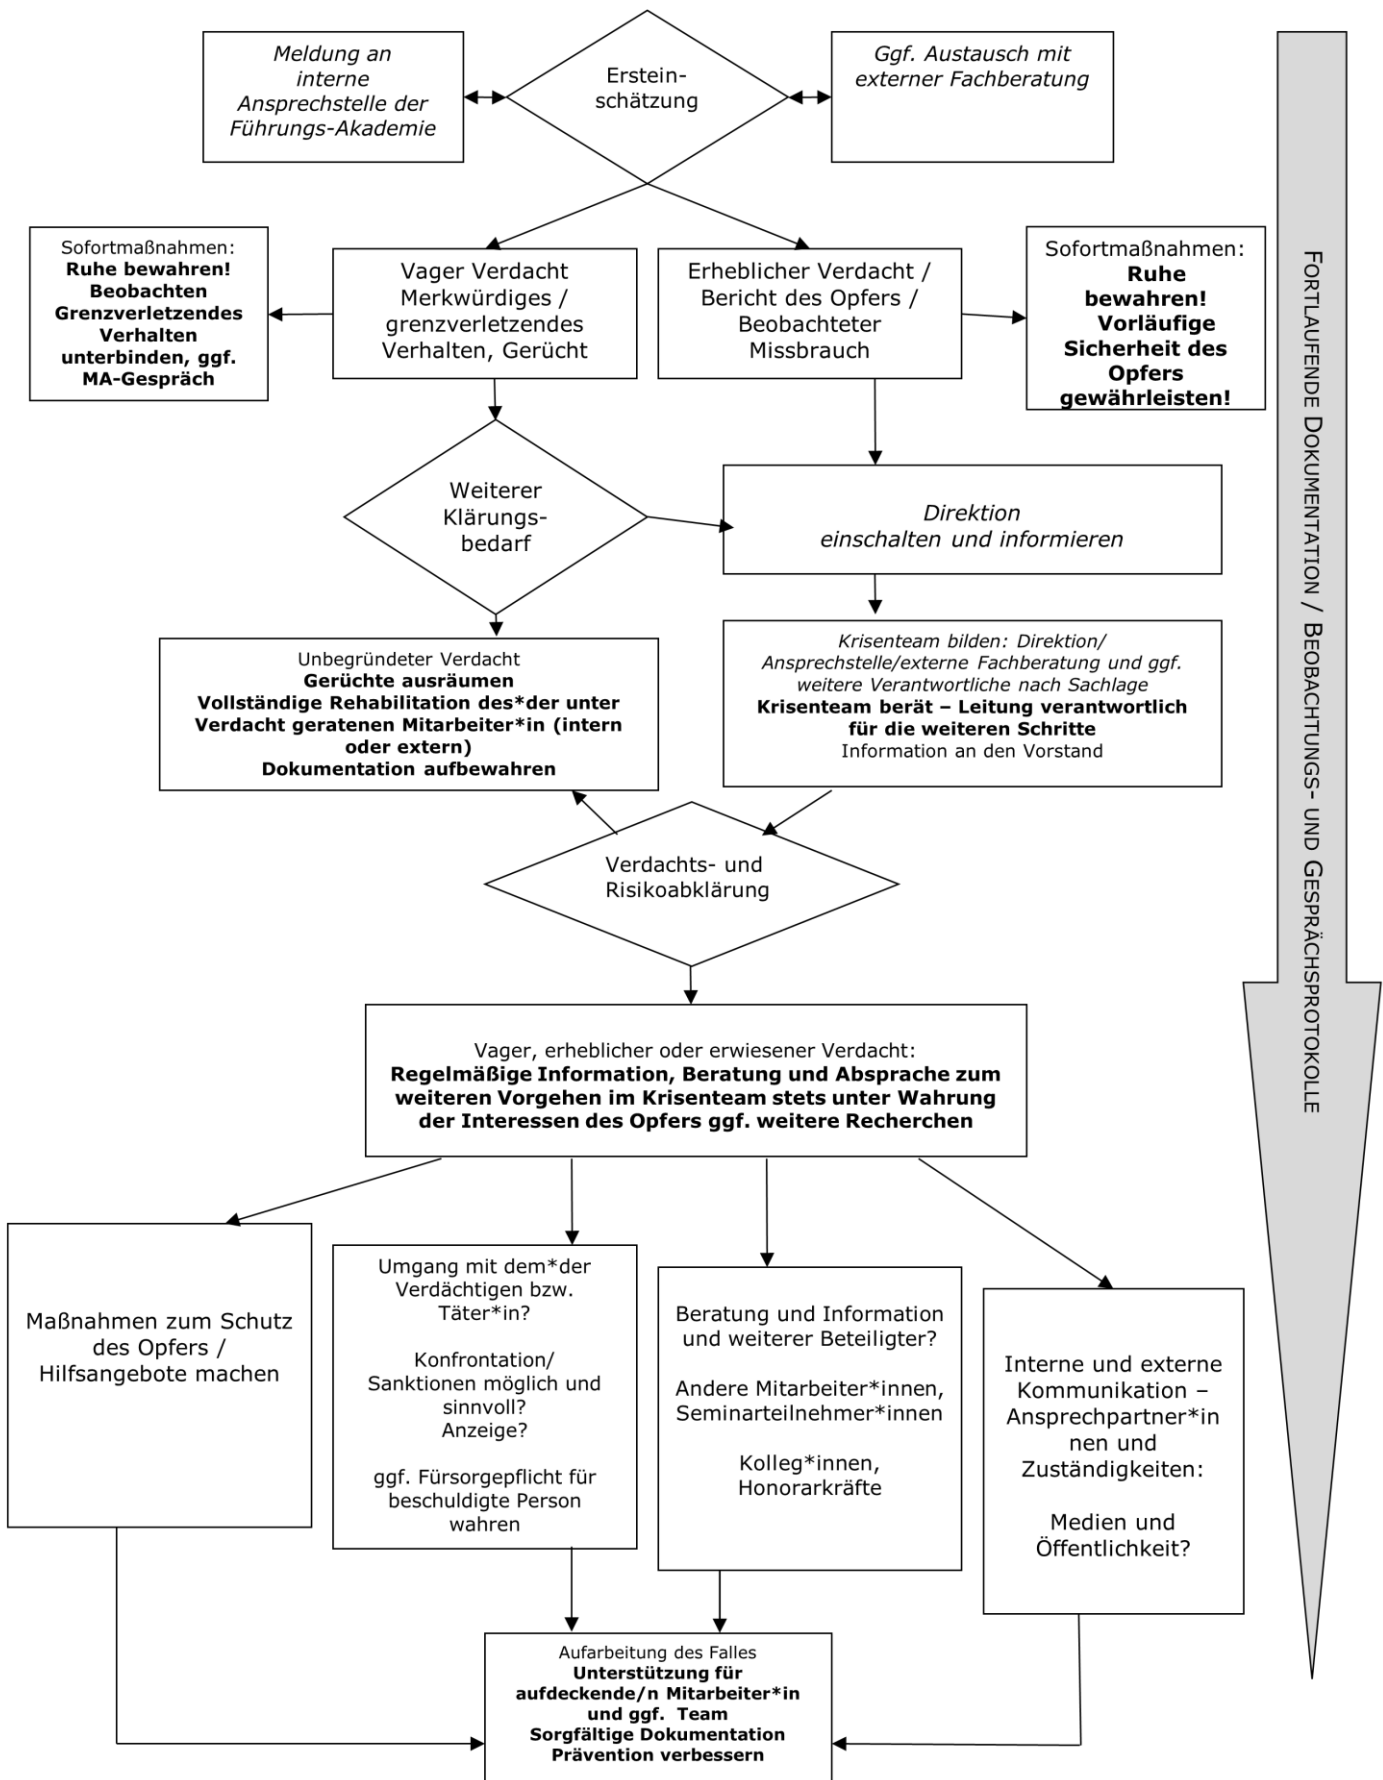 Meldung an
interne
Ansprechstelle der
Führungs-Akademie
Erstein-
schätzung
Ggf. Austausch mit
externer Fachberatung
Sofortmaßnahmen:
Ruhe bewahren!
Beobachten
Grenzverletzendes
Verhalten
unterbinden, ggf.
MA-Gespräch
Vager Verdacht
Merkwürdiges /
grenzverletzendes
Verhalten, Gerücht
Erheblicher Verdacht /
Bericht des Opfers /
Beobachteter
Missbrauch
Sofortmaßnahmen:
Ruhe
bewahren!
Vorläufige
Sicherheit des
Opfers
gewährleisten!
Weiterer
Klärungs-
bedarf
Direktion
einschalten und informieren
Unbegründeter Verdacht
Gerüchte ausräumen
Vollständige Rehabilitation des*der unter
Verdacht geratenen Mitarbeiter*in (intern
oder extern)
Dokumentation aufbewahren
Krisenteam bilden: Direktion/
Ansprechstelle/externe Fachberatung und ggf.
weitere Verantwortliche nach Sachlage
Krisenteam berät – Leitung verantwortlich
für die weiteren Schritte
Information an den Vorstand
Verdachts- und
Risikoabklärung
Vager, erheblicher oder erwiesener Verdacht:
Regelmäßige Information, Beratung und Absprache zum
weiteren Vorgehen im Krisenteam stets unter Wahrung
der Interessen des Opfers ggf. weitere Recherchen
Maßnahmen zum Schutz
des Opfers /
Hilfsangebote machen
Umgang mit dem*der
Verdächtigen bzw.
Täter*in?
Konfrontation/
Sanktionen möglich und
sinnvoll?
Anzeige?
ggf. Fürsorgepflicht für
beschuldigte Person
wahren
Beratung und Information
und weiterer Beteiligter?
Andere Mitarbeiter*innen,
Seminarteilnehmer*innen
Kolleg*innen,
Honorarkräfte
Interne und externe
Kommunikation –
Ansprechpartner*in
nen und
Zuständigkeiten:
Medien und
Öffentlichkeit?
Aufarbeitung des Falles
Unterstützung für
aufdeckende/n Mitarbeiter*in
und ggf. Team
Sorgfältige Dokumentation
Prävention verbessern
FORTLAUFENDE DOKUMENTATION / BEOBACHTUNGS- UND GESPRÄCHSPROTOKOLLE